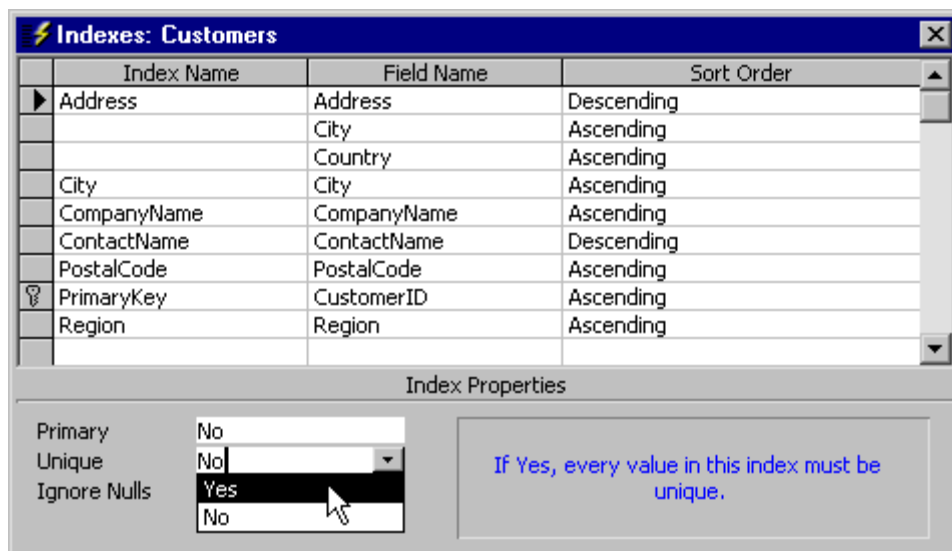 Indexes: Customers
Index Name Field Name Sort Order
Address Address Descending
City Ascending
Country Ascending
City City Ascending
CompanyName CompanyName Ascending
ContactName ContactName Descending
PostalCode PostalCode Ascending
PrimaryKey CustomerID Ascending
Region Region Ascending
Index Properties
Primary No
Unique No
Ignore Nulls Yes
No
If Yes, every value in this index must be
unique.